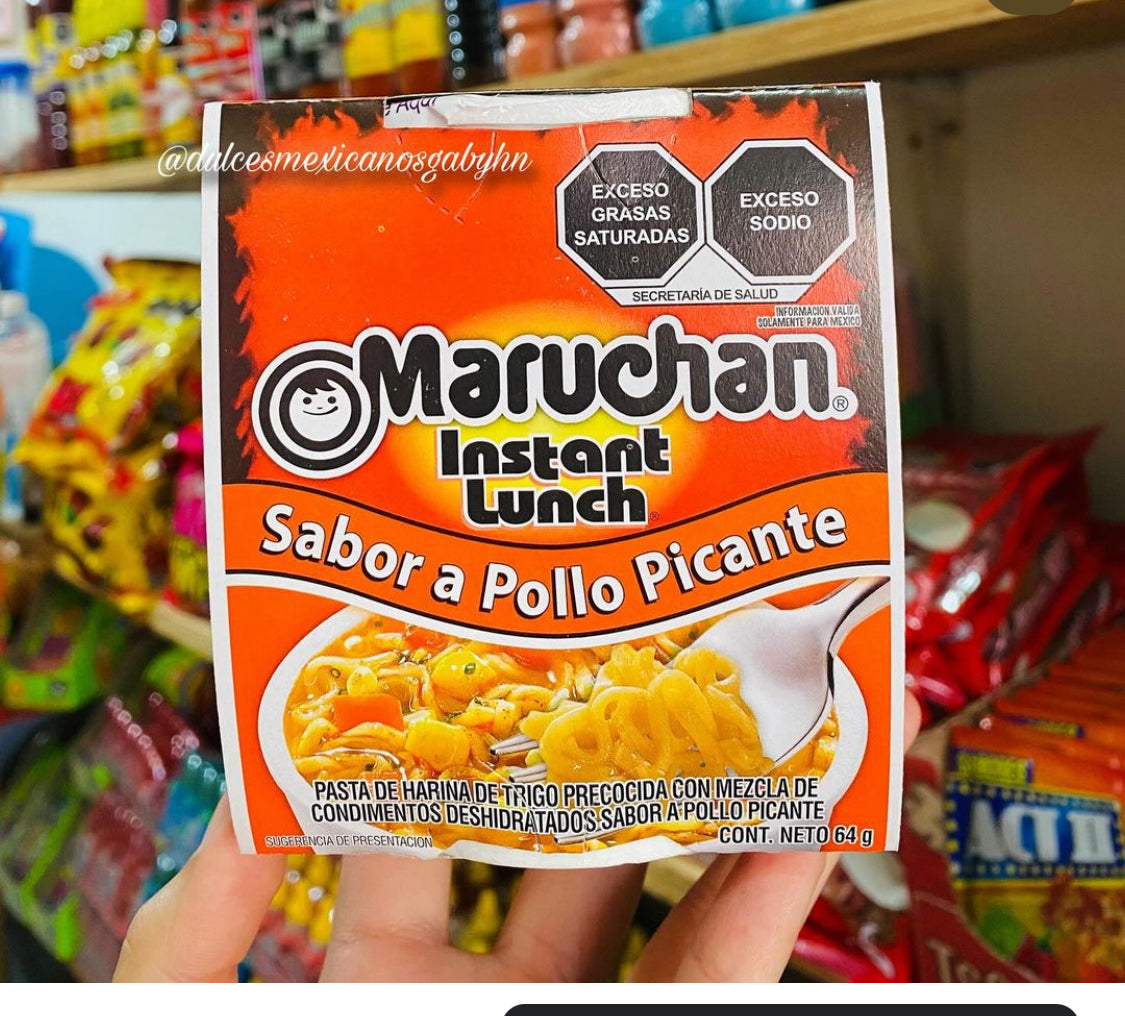 Aquí
@dulcesmexicanosgabyhn
EXCESO
GRASAS
SATURADAS
EXCESO
SODIO
SECRETARÍA DE SALUD
INFORMACIÓN VÁLIDA
SOLAMENTE PARA MÉXICO
Maruchan®
Instant
Lunch®
Sabor a Pollo Picante
PASTA DE HARINA DE TRIGO PRECOCIDA CON MEZCLA DE
CONDIMENTOS DESHIDRATADOS SABOR A POLLO PICANTE
CONT. NETO 64 g
SUGERENCIA DE PRESENTACIÓN